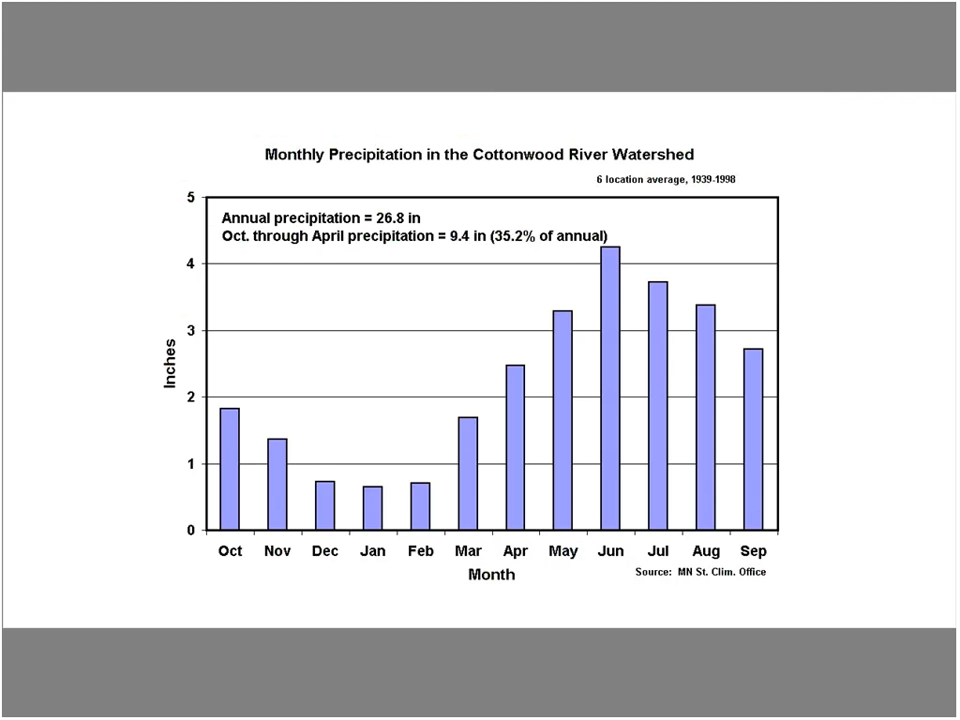 Monthly Precipitation in the Cottonwood River Watershed
6 location average, 1939-1998
Annual precipitation = 26.8 in
Oct. through April precipitation = 9.4 in (35.2% of annual)
5
4
3
2
1
0
Inches
Oct Nov Dec Jan Feb Mar Apr May Jun Jul Aug Sep
Month
Source: MN St. Clim. Office